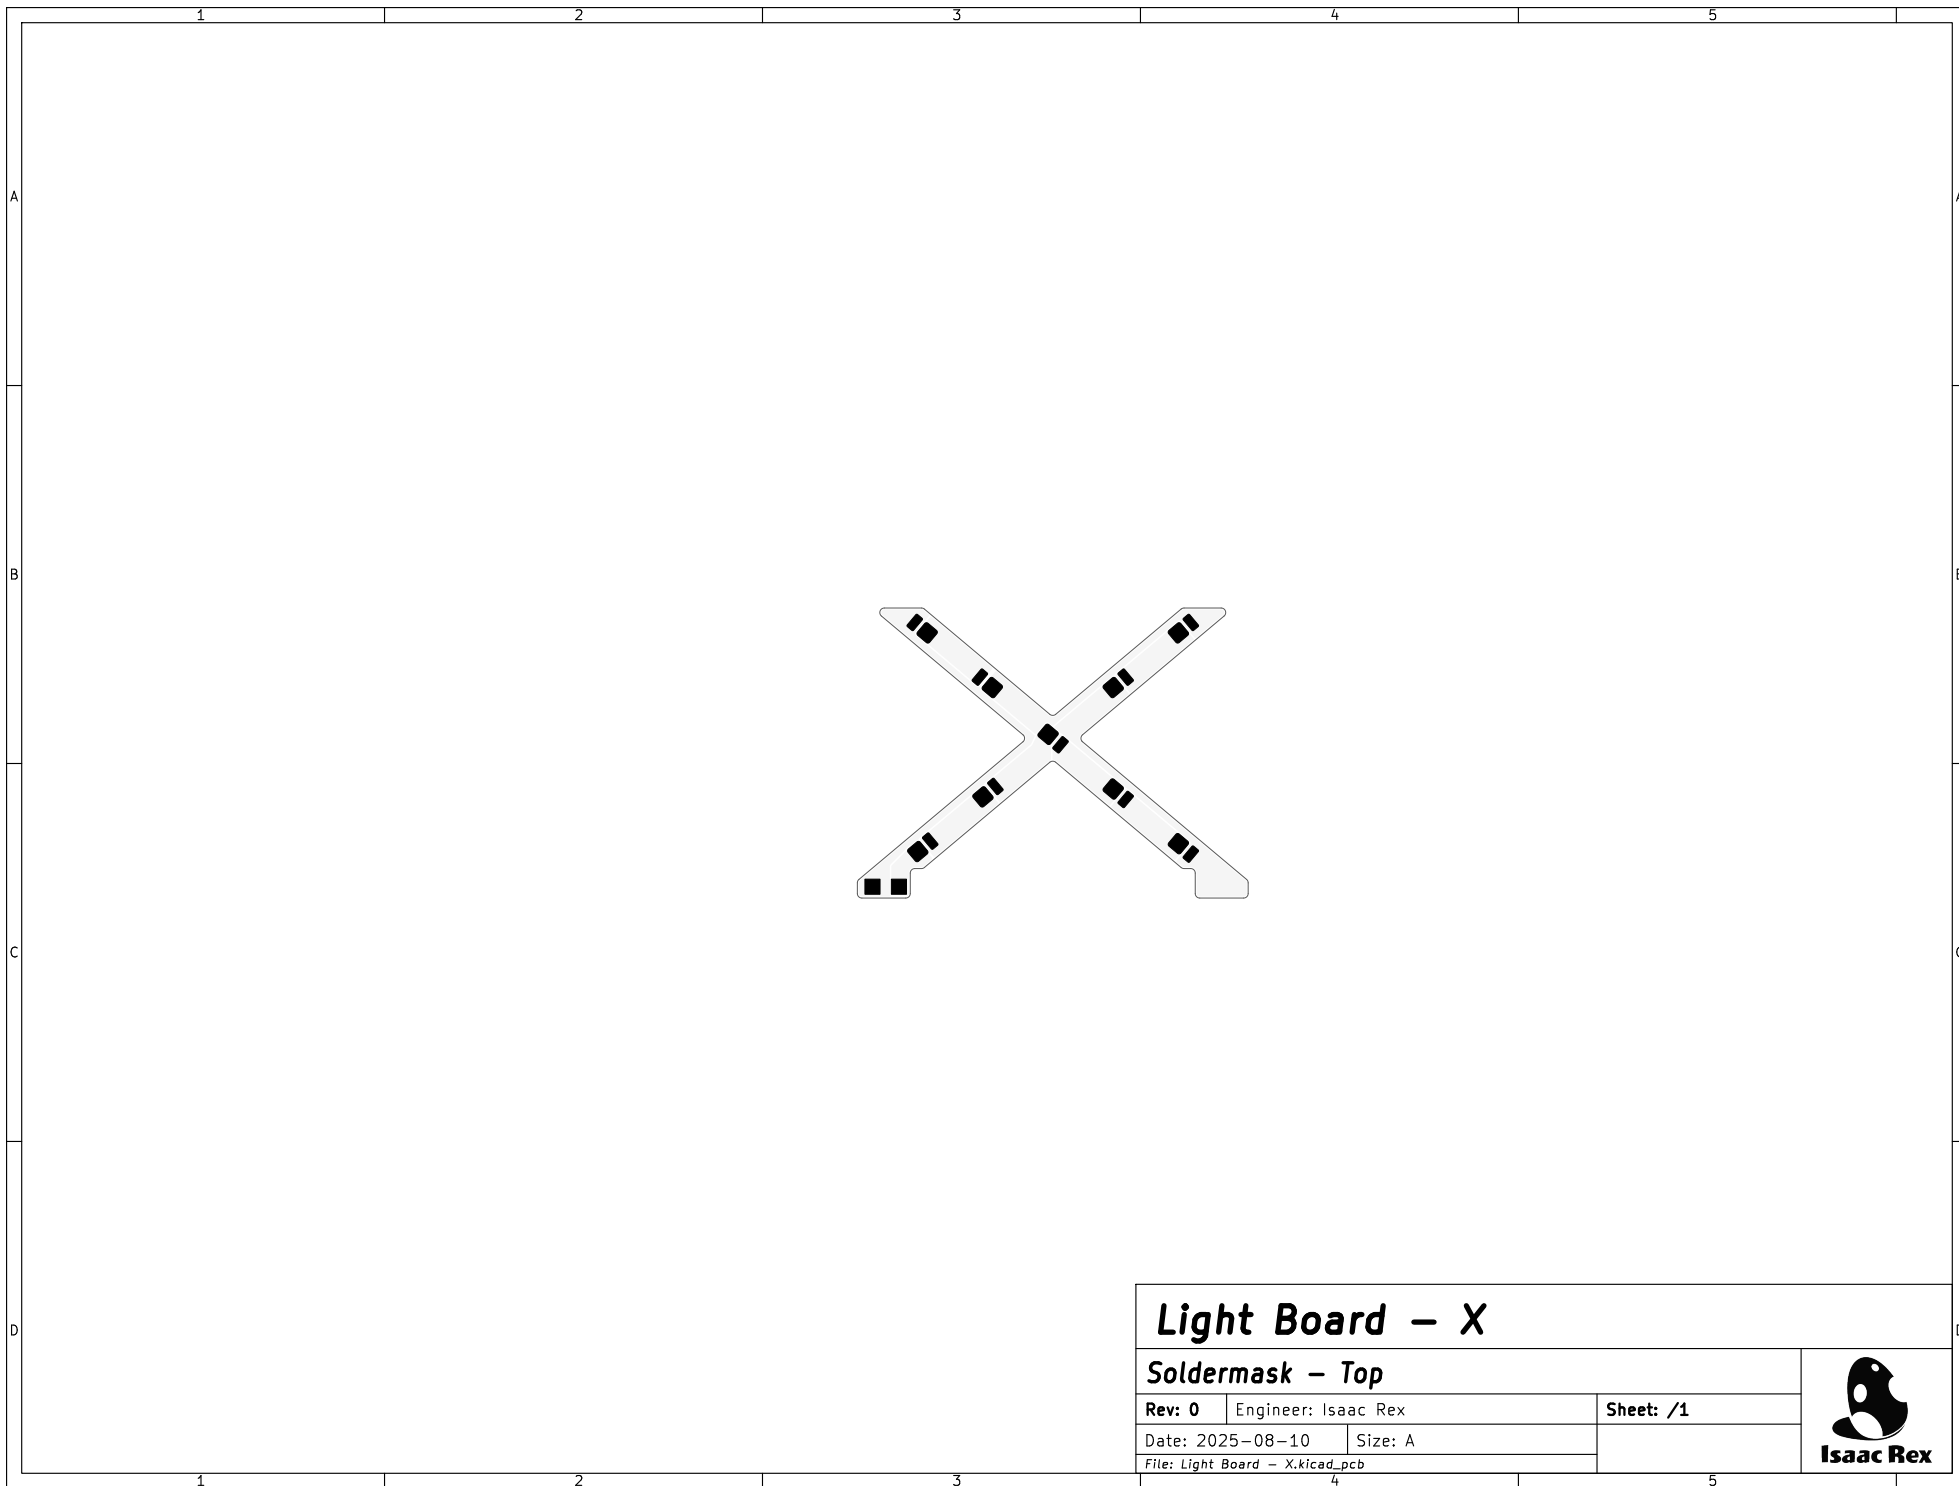 1 2 3 4 5
A A
B B
C C
D D
Light Board - X
Soldermask - Top
Rev: 0 Engineer: Isaac Rex Sheet: /1
Date: 2025-08-10 Size: A
File: Light Board - X.kicad_pcb
Isaac Rex
1 2 3 4 5